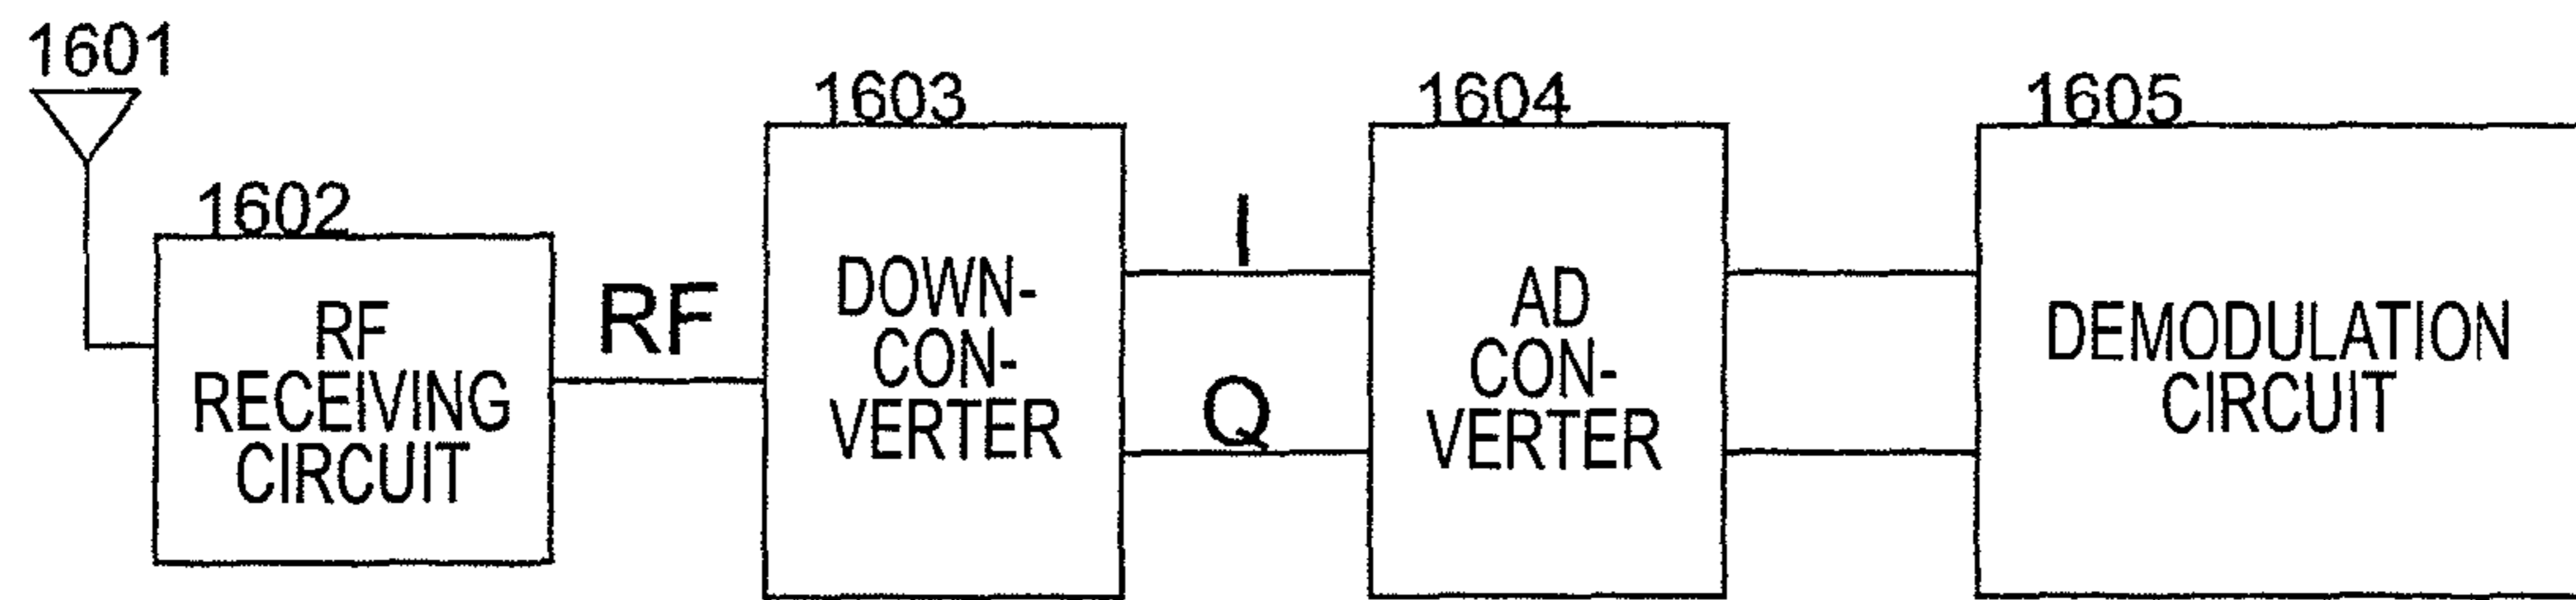 1601
1602
RF
RECEIVING
CIRCUIT
RF
1603
DOWN-
CON-
VERTER
I
Q
1604
AD
CON-
VERTER
1605
DEMODULATION
CIRCUIT